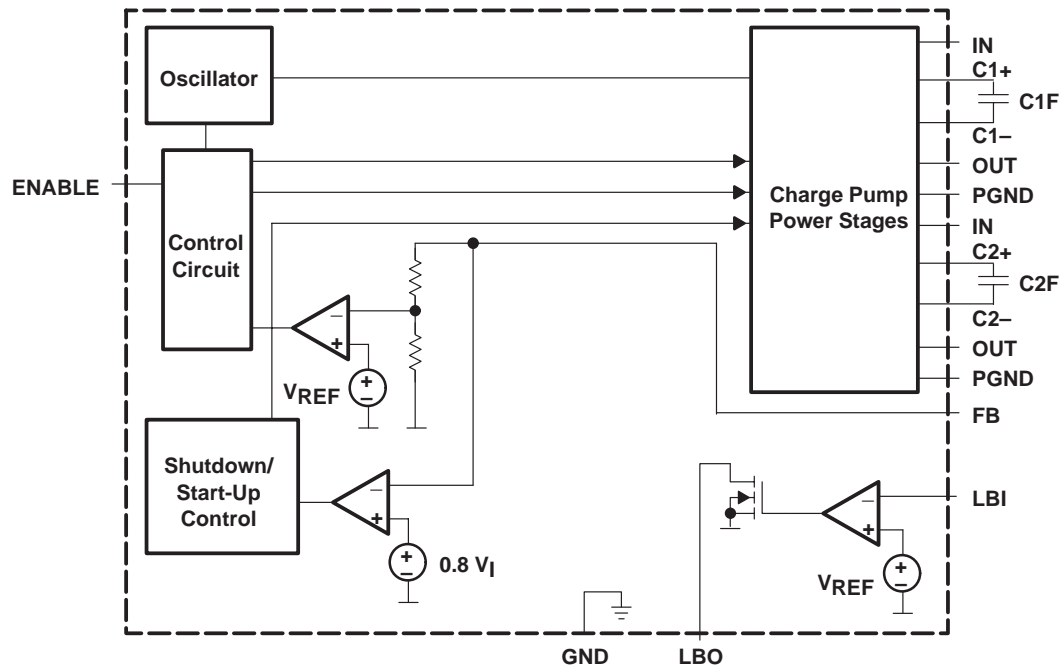 Oscillator
IN
C1+
C1F
C1–
ENABLE
OUT
Charge Pump
Power Stages
PGND
IN
Control
Circuit
C2+
C2F
C2–
–
+
OUT
+
–
VREF
PGND
FB
Shutdown/
Start-Up
Control
–
+
–
+
LBI
+
–
0.8 VI
+
–
VREF
GND
LBO